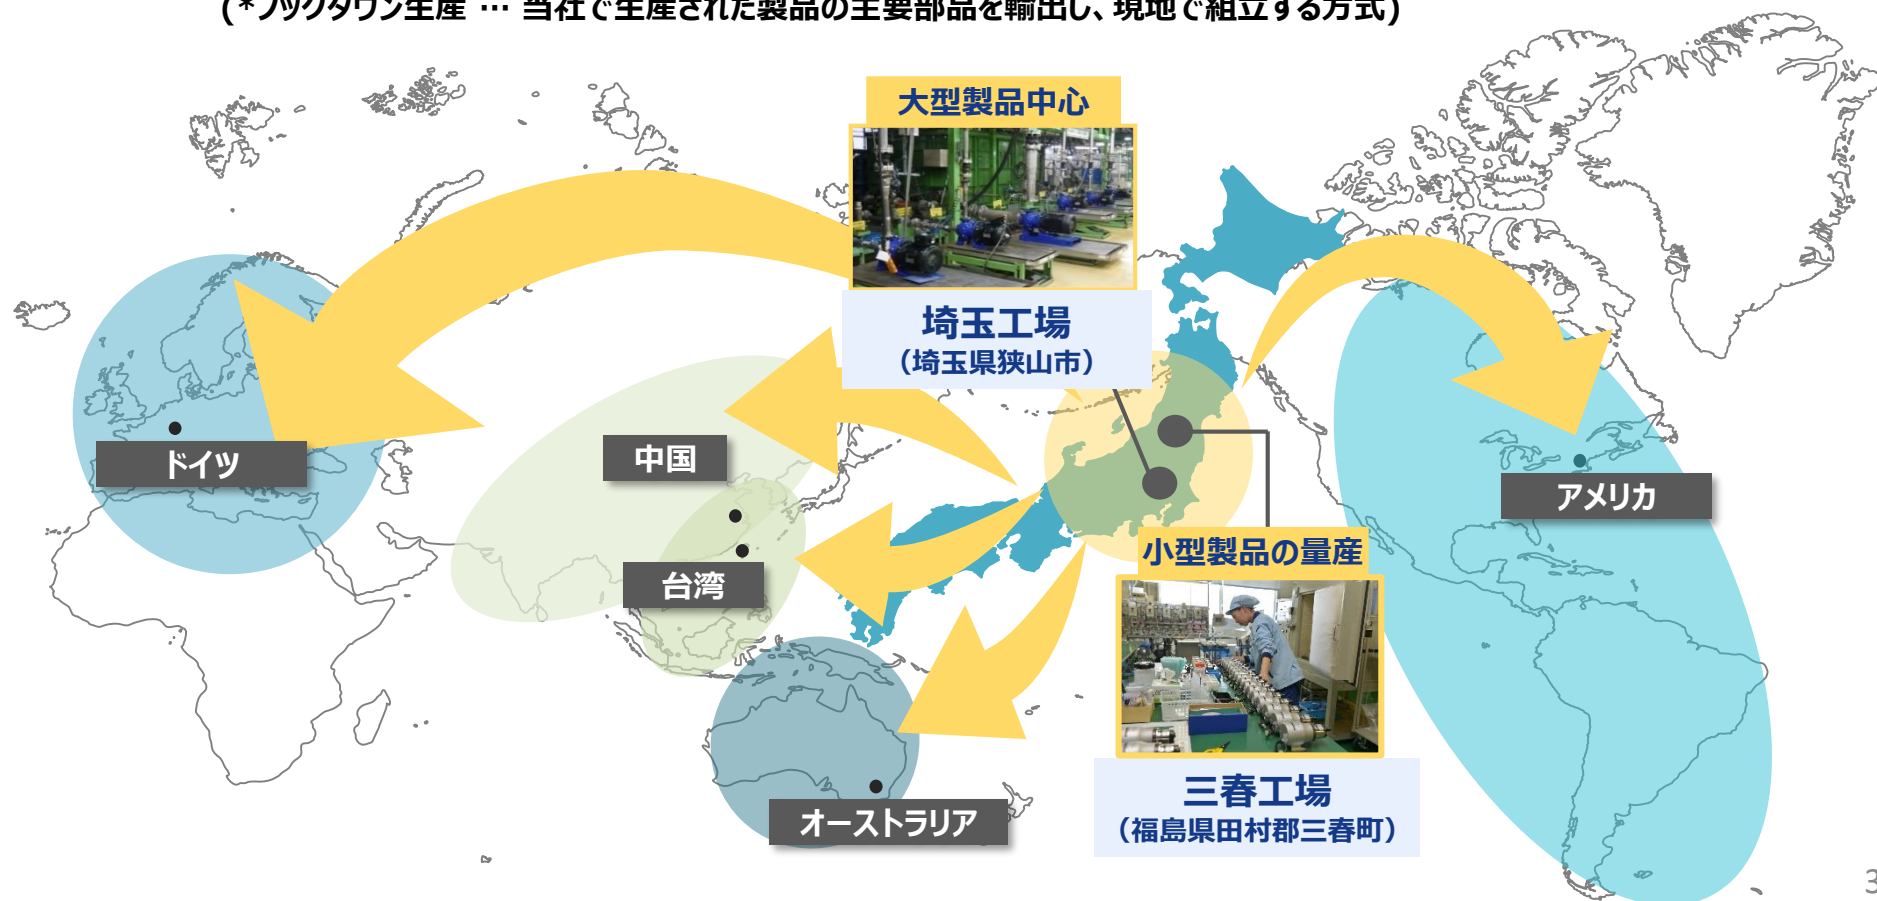 (*ノックダウン生産 … 当社で生産された製品の主要部品を輸出し、現地で組立する方式)
大型製品中心
埼玉工場
（埼玉県狭山市）
ドイツ
中国
台湾
アメリカ
オーストラリア
小型製品の量産
三春工場
（福島県田村郡三春町）
3